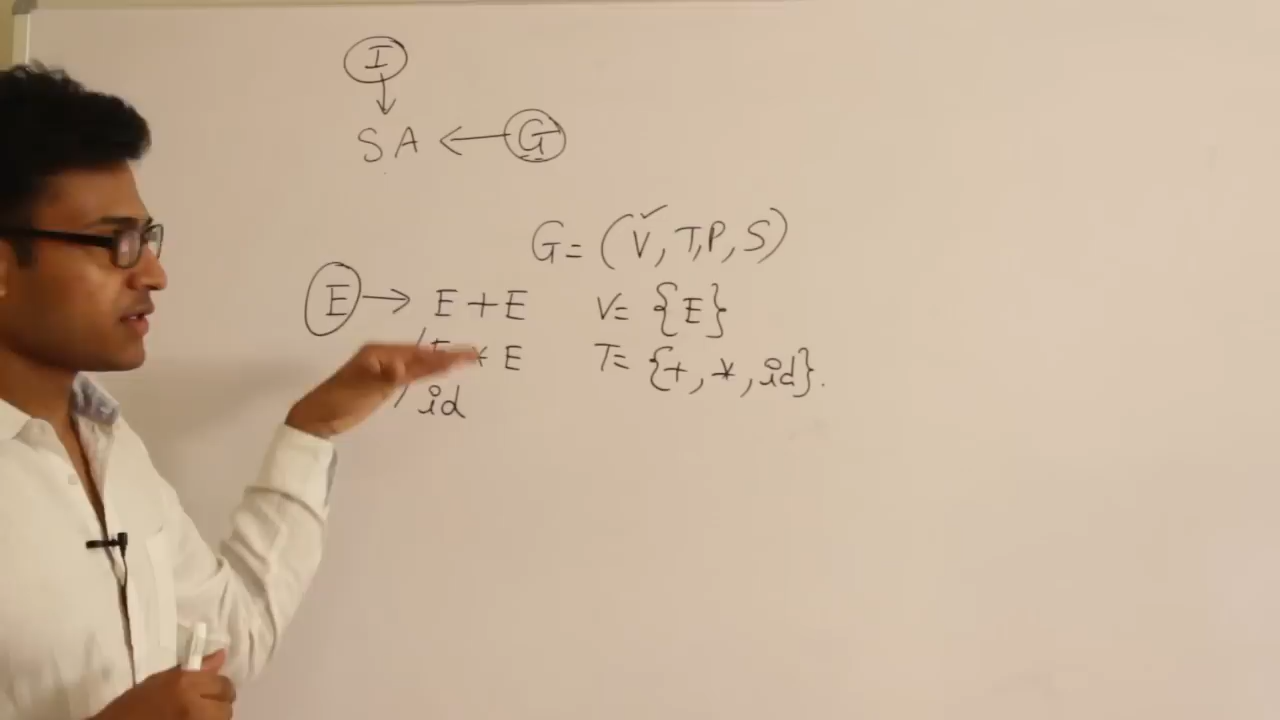 I
SA ← G
G = (V, T, P, S)
E → E + E
/ E * E
/ id
V = {E}
T = {+, *, id}.